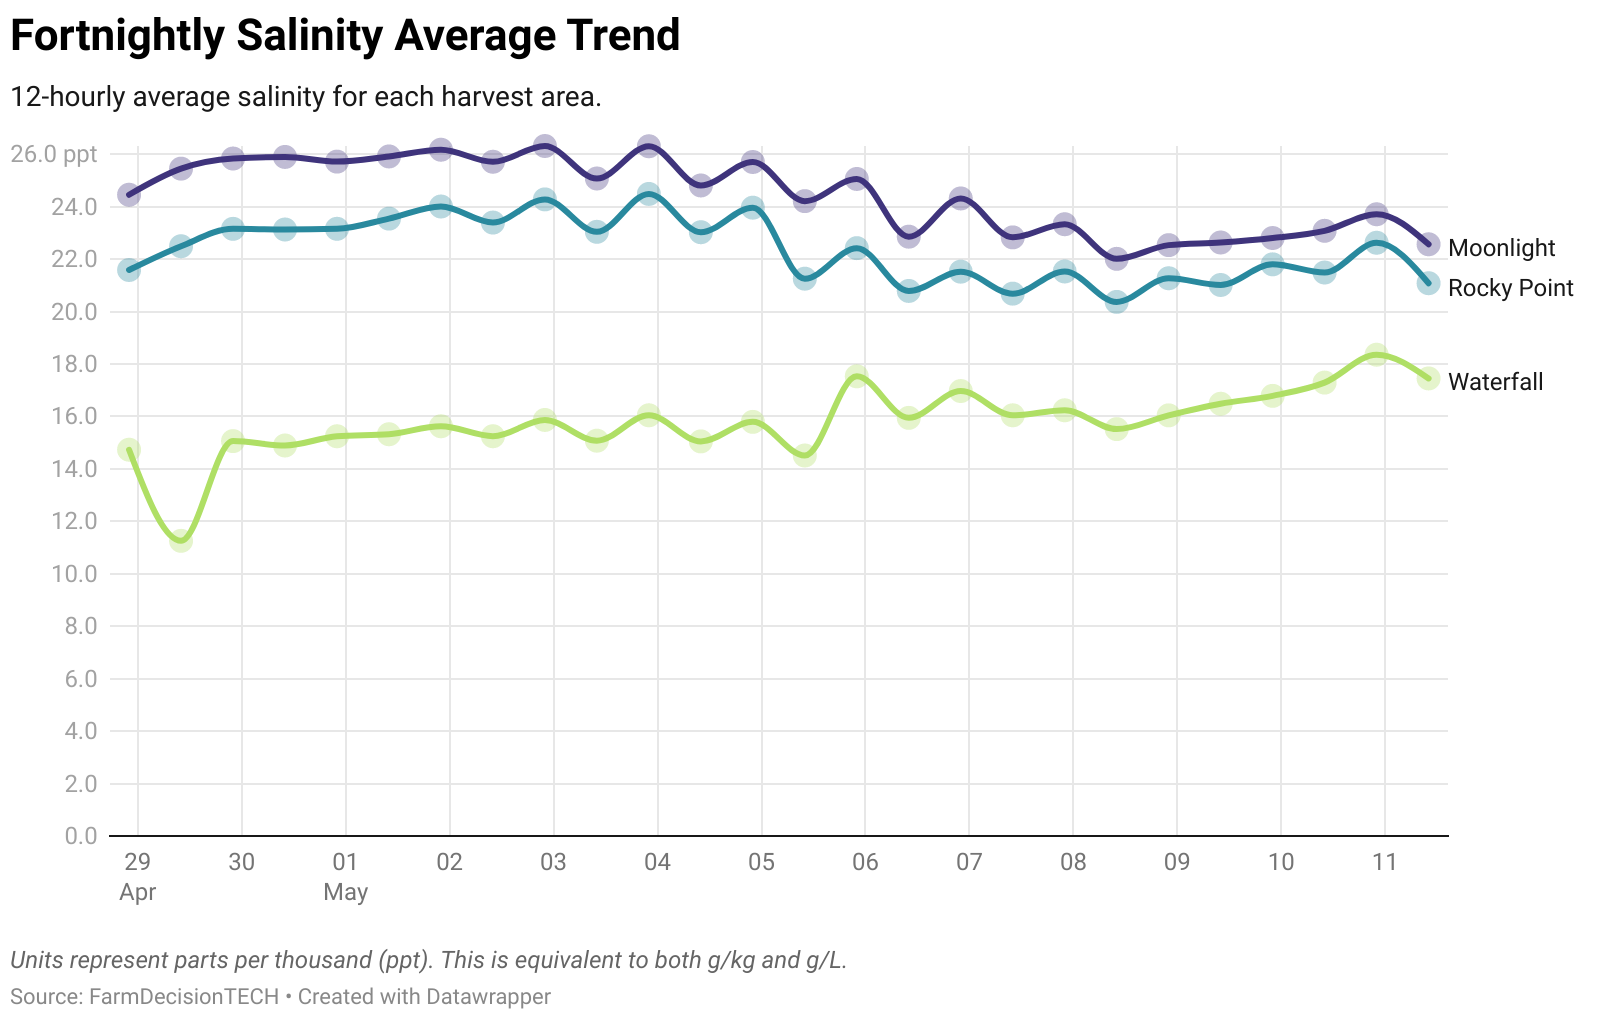 Fortnightly Salinity Average Trend
12-hourly average salinity for each harvest area.
26.0 ppt
24.0
22.0
20.0
18.0
16.0
14.0
12.0
10.0
8.0
6.0
4.0
2.0
0.0
Moonlight
Rocky Point
Waterfall
29 30 01 02 03 04 05 06 07 08 09 10 11
Apr May
Units represent parts per thousand (ppt). This is equivalent to both g/kg and g/L.
Source: FarmDecisionTECH • Created with Datawrapper